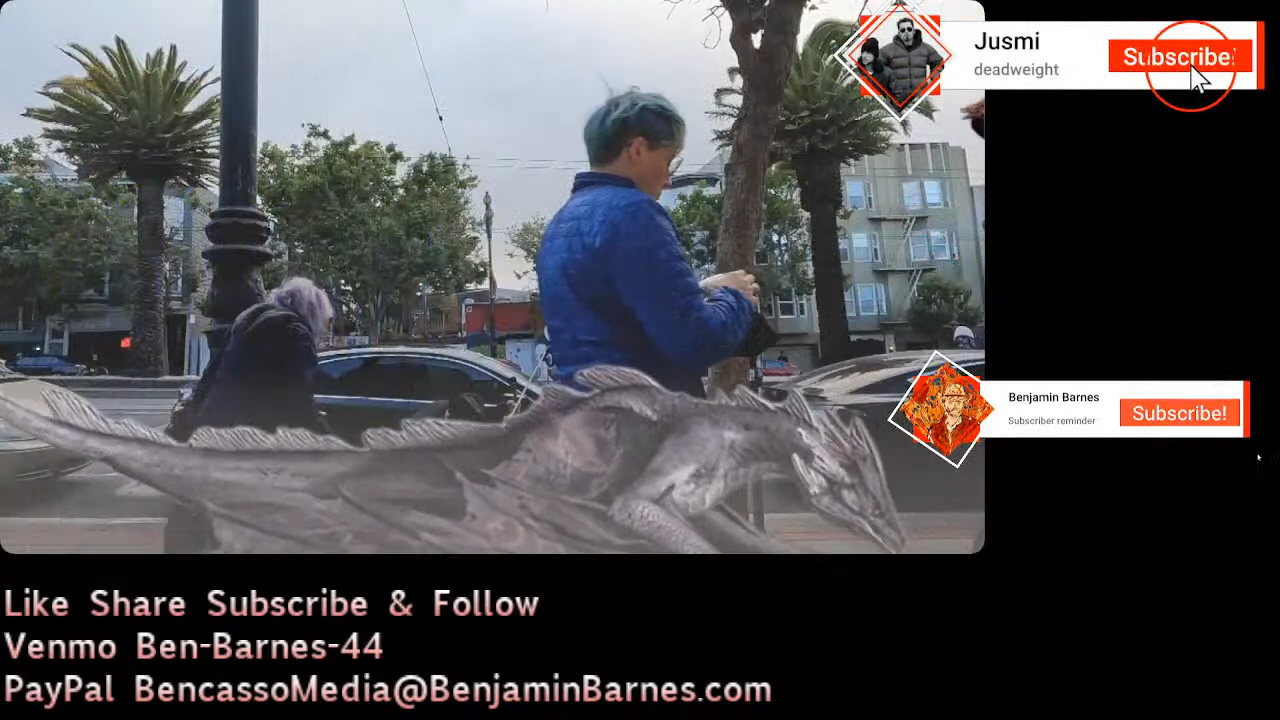 Jusmi
deadweight
Subscribe!
Benjamin Barnes
Subscriber reminder
Subscribe!
Like Share Subscribe & Follow
Venmo Ben-Barnes-44
PayPal BencassoMedia@BenjaminBarnes.com